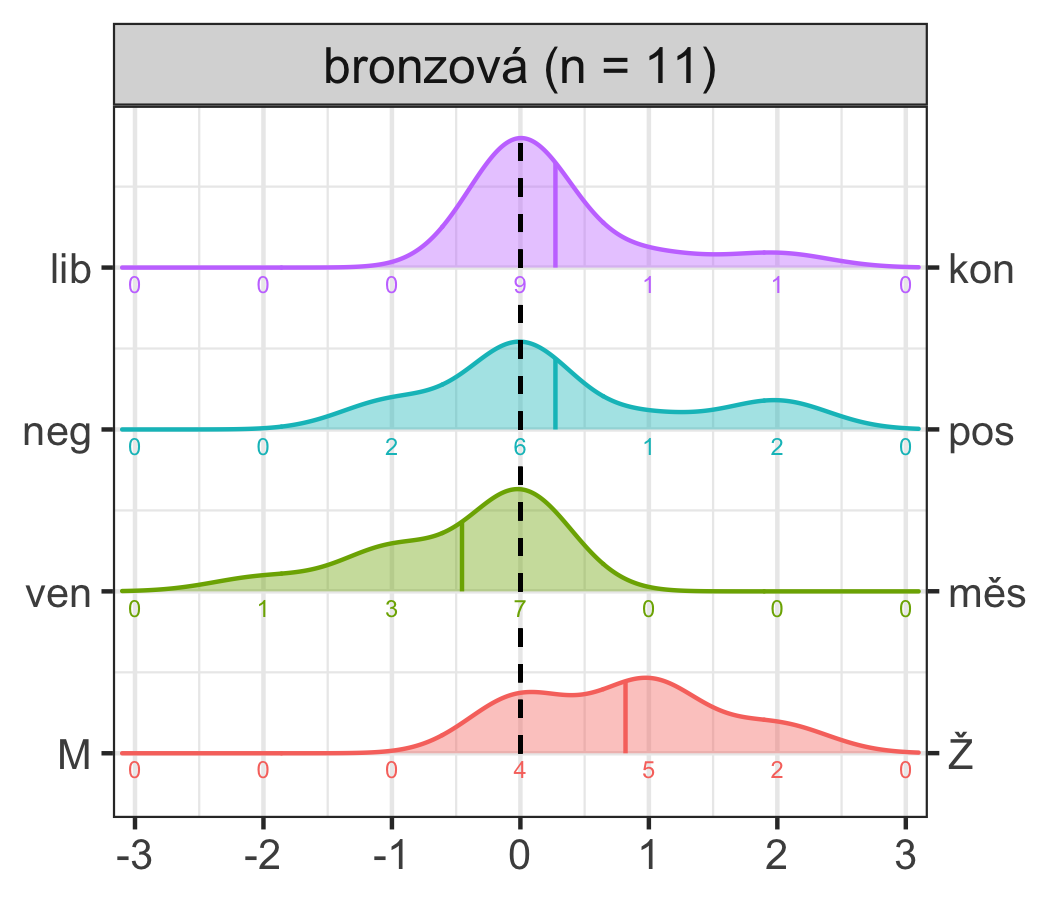 bronzová (n = 11)
lib kon
0 0 0 9 1 1 0
neg pos
0 0 2 6 1 2 0
ven měs
0 1 3 7 0 0 0
M Ž
0 0 0 4 5 2 0
-3 -2 -1 0 1 2 3